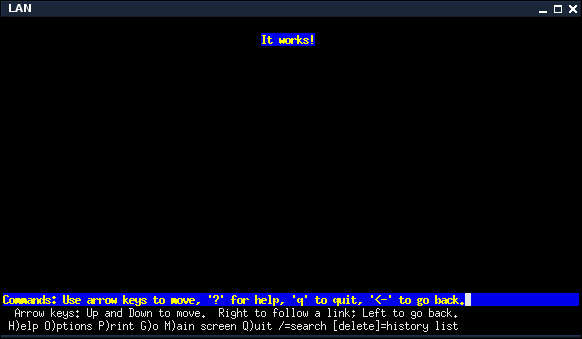 LAN
It works!
Commands: Use arrow keys to move, '?' for help, 'q' to quit, '<-' to go back.
Arrow keys: Up and Down to move.  Right to follow a link; Left to go back.
H)elp O)ptions P)rint G)o M)ain screen Q)uit /=search [delete]=history list